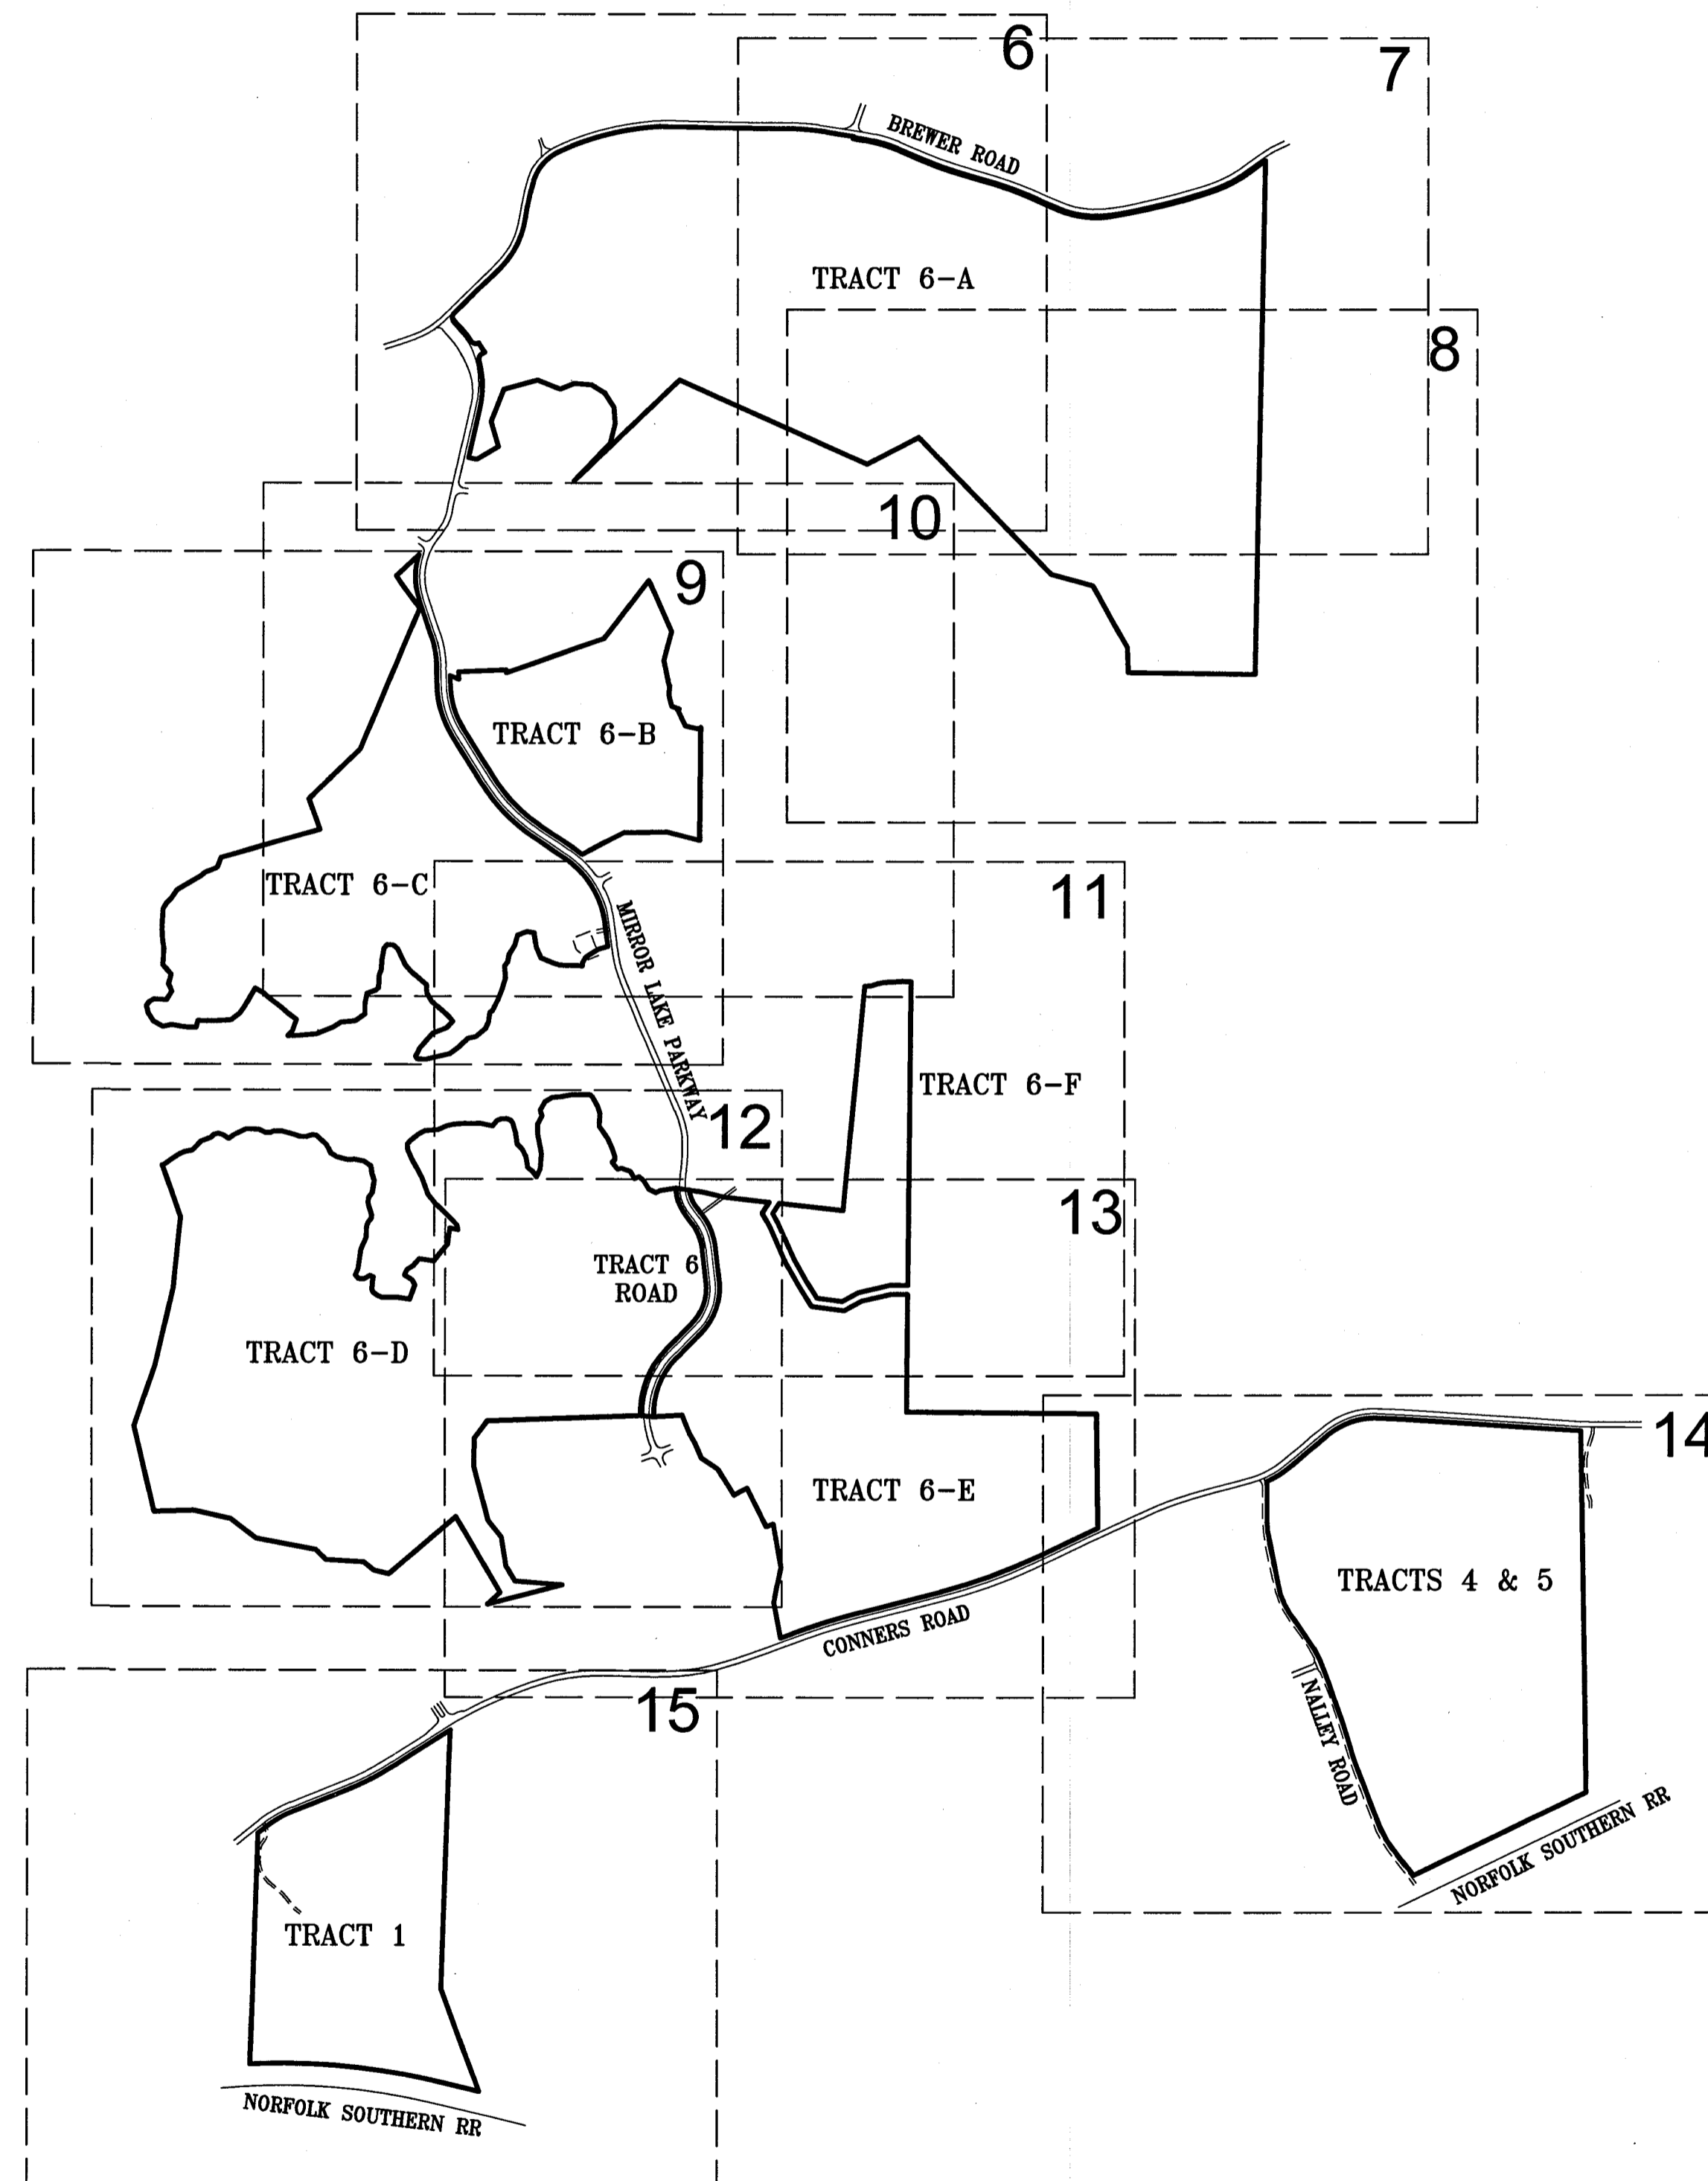 6
7
BREWER ROAD
TRACT 6-A
8
10
9
TRACT 6-B
TRACT 6-C
11
MIRROR LAKE PARKWAY
TRACT 6-F
12
13
TRACT 6
ROAD
TRACT 6-D
14
TRACT 6-E
TRACTS 4 & 5
CONNERS ROAD
15
NALLEY ROAD
NORFOLK SOUTHERN RR
TRACT 1
NORFOLK SOUTHERN RR